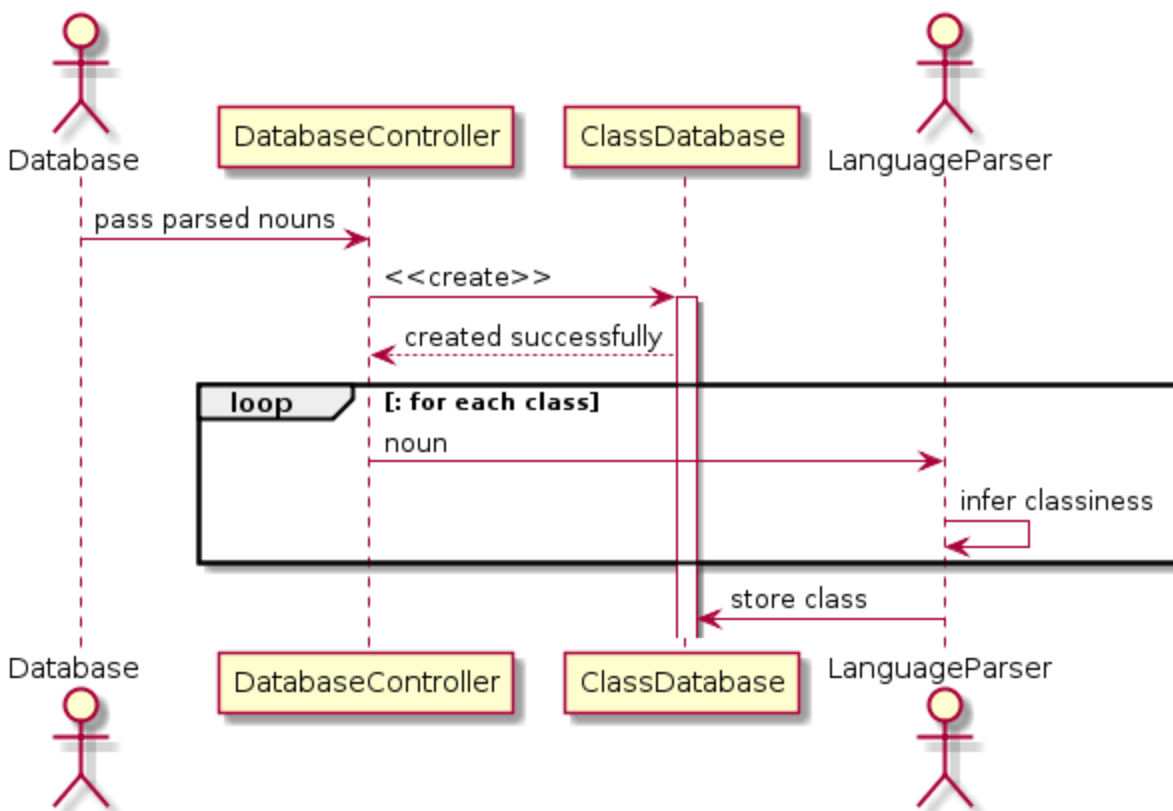 Database
DatabaseController
ClassDatabase
LanguageParser
pass parsed nouns
<<create>>
created successfully
loop
[: for each class]
noun
infer classiness
store class
Database
DatabaseController
ClassDatabase
LanguageParser